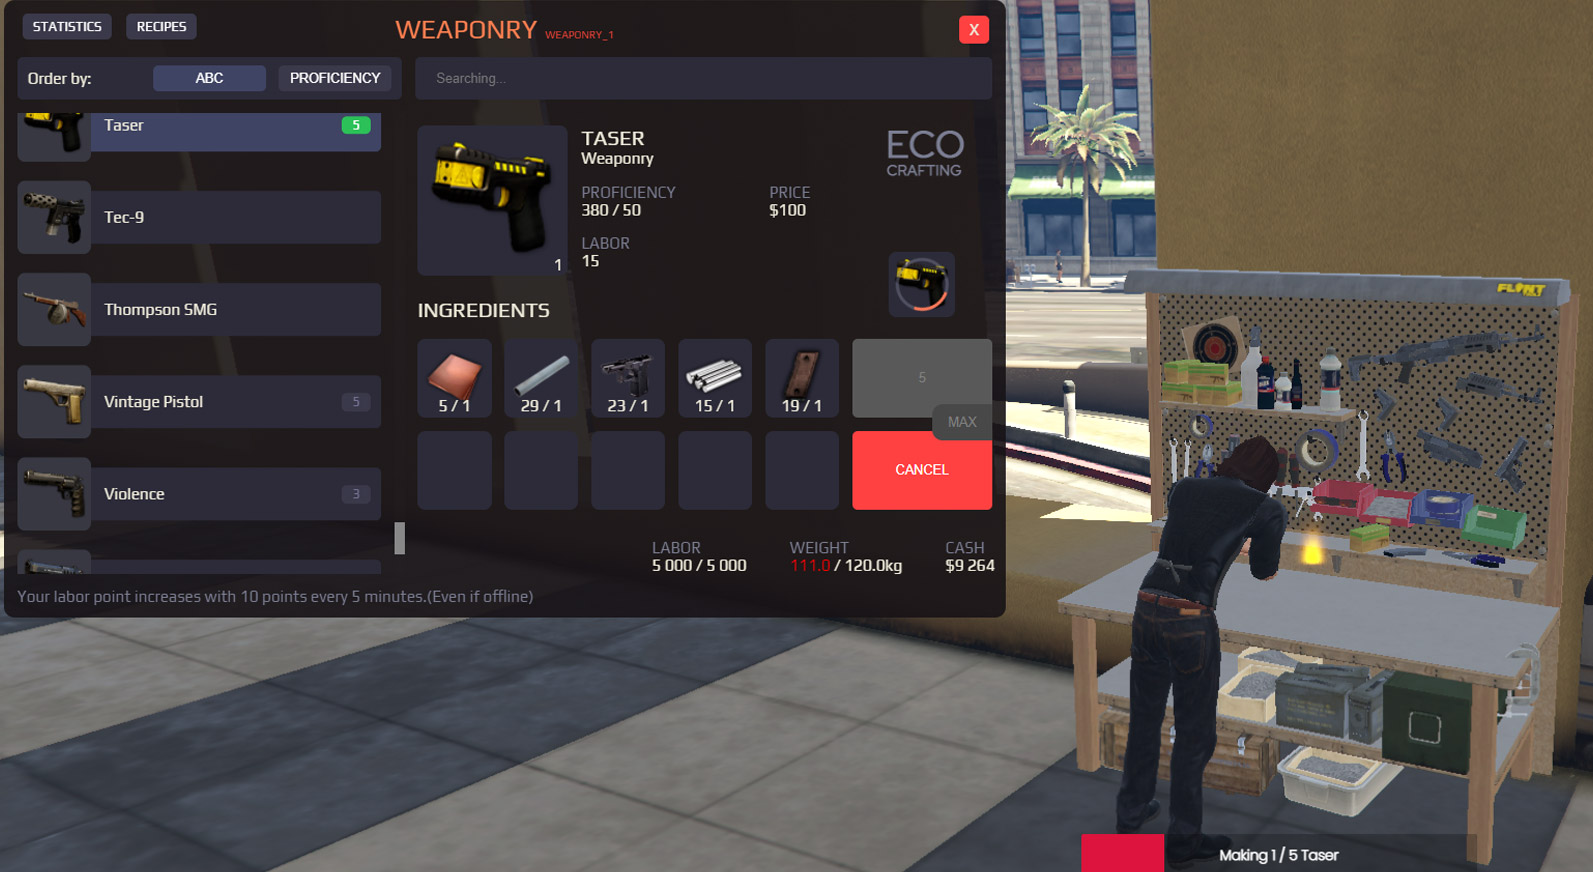 STATISTICS
RECIPES
WEAPONRY WEAPONRY_1
X
Order by:
ABC
PROFICIENCY
Searching...
Taser
5
Tec-9
Thompson SMG
Vintage Pistol
5
Violence
3
TASER
Weaponry
PROFICIENCY
380 / 50
PRICE
$100
LABOR
15
1
ECO
CRAFTING
INGREDIENTS
5 / 1
29 / 1
23 / 1
15 / 1
19 / 1
5
MAX
CANCEL
LABOR
5 000 / 5 000
WEIGHT
111.0 / 120.0kg
CASH
$9 264
Your labor point increases with 10 points every 5 minutes.(Even if offline)
FLINT
Making 1 / 5 Taser